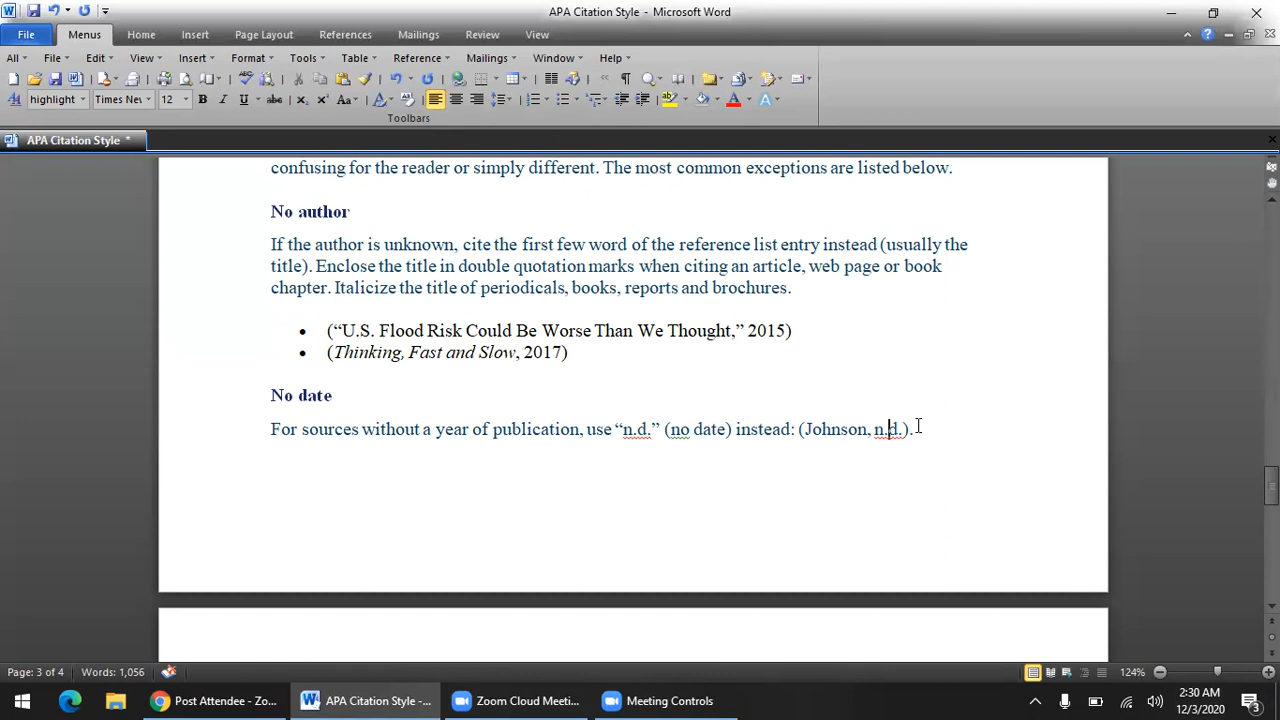 APA Citation Style - Microsoft Word
File Menus Home Insert Page Layout References Mailings Review View
All File Edit View Insert Format Tools Table Reference Mailings Window Help
highlight Times New 12 B I U abc X₂ X² Aa
Toolbars
APA Citation Style *
confusing for the reader or simply different. The most common exceptions are listed below.
No author
If the author is unknown, cite the first few word of the reference list entry instead (usually the
title). Enclose the title in double quotation marks when citing an article, web page or book
chapter. Italicize the title of periodicals, books, reports and brochures.
• (“U.S. Flood Risk Could Be Worse Than We Thought,” 2015)
• (Thinking, Fast and Slow, 2017)
No date
For sources without a year of publication, use “n.d.” (no date) instead: (Johnson, n.d.).
Page: 3 of 4 Words: 1,056 124%
Post Attendee - Zo... APA Citation Style -... Zoom Cloud Meeti... Meeting Controls 2:30 AM
12/3/2020 3